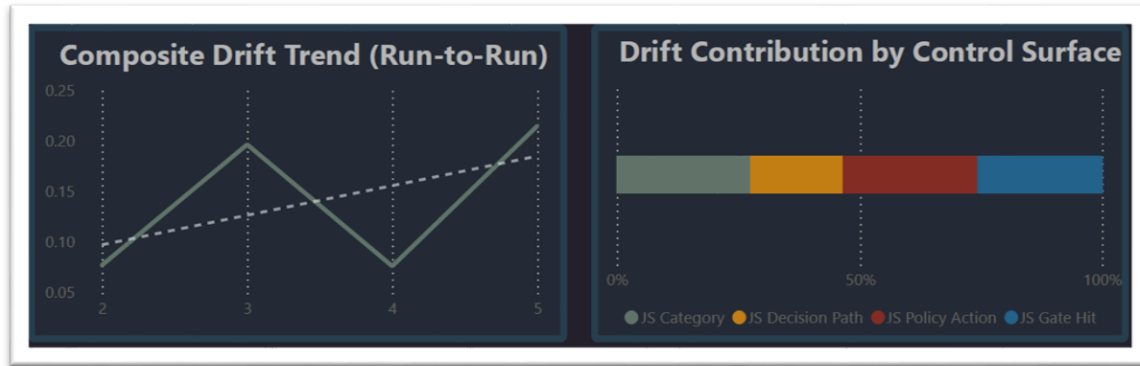 Composite Drift Trend (Run-to-Run)
0.25
0.20
0.15
0.10
0.05
2 3 4 5
Drift Contribution by Control Surface
0% 50% 100%
JS Category JS Decision Path JS Policy Action JS Gate Hit